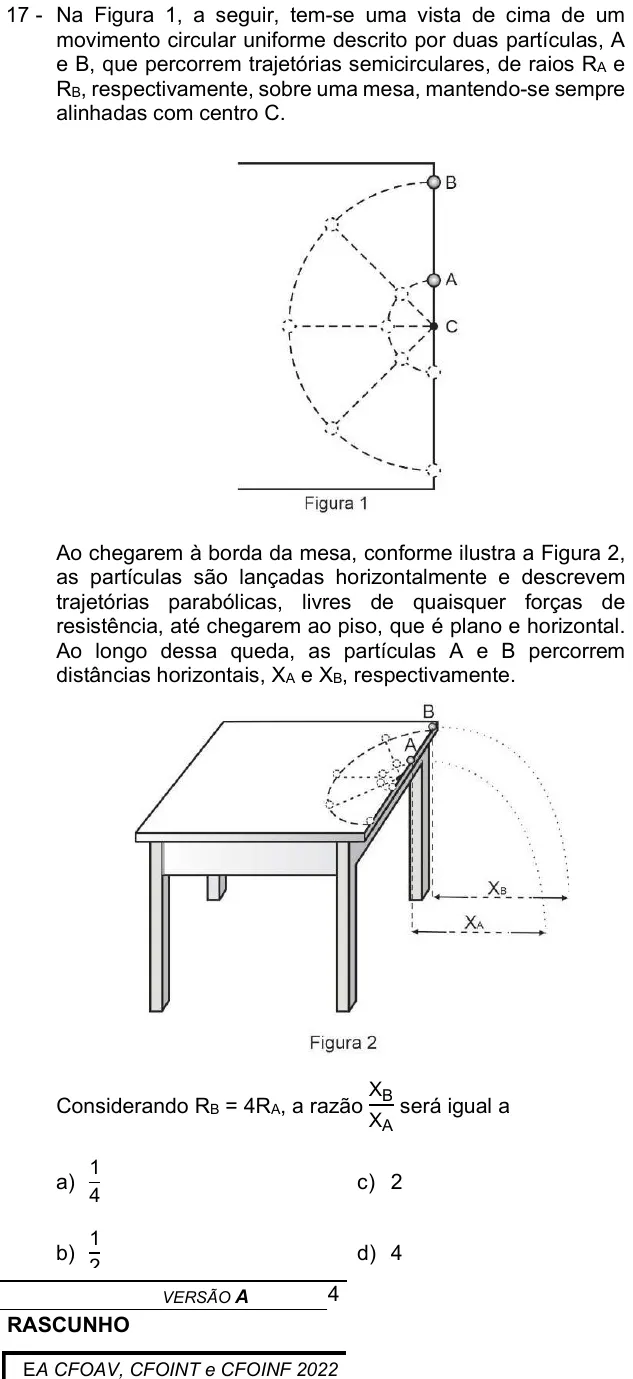 17 - Na Figura 1, a seguir, tem-se uma vista de cima de um
movimento circular uniforme descrito por duas partículas, A
e B, que percorrem trajetórias semicirculares, de raios RA e
RB, respectivamente, sobre uma mesa, mantendo-se sempre
alinhadas com centro C.
B
A
C
Figura 1
Ao chegarem à borda da mesa, conforme ilustra a Figura 2,
as partículas são lançadas horizontalmente e descrevem
trajetórias parabólicas, livres de quaisquer forças de
resistência, até chegarem ao piso, que é plano e horizontal.
Ao longo dessa queda, as partículas A e B percorrem
distâncias horizontais, XA e XB, respectivamente.
B
A
XB
XA
Figura 2
Considerando RB = 4RA, a razão XB/XA será igual a
a) 1/4
c) 2
b) 1/2
d) 4
VERSÃO A 4
RASCUNHO
EA CFOAV, CFOINT e CFOINF 2022